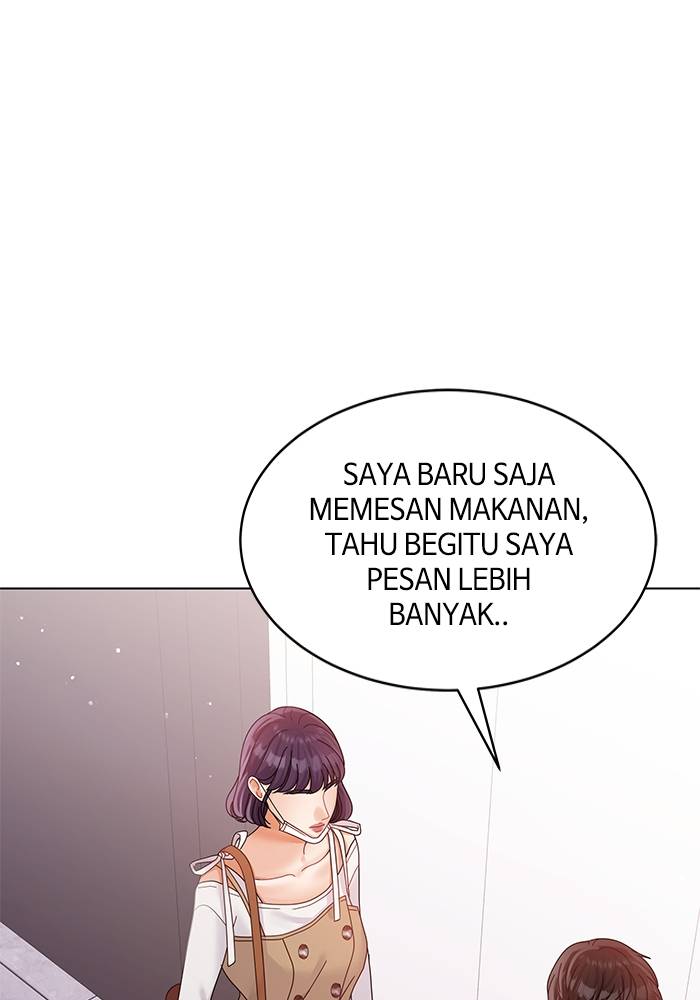 SAYA BARU SAJA
MEMESAN MAKANAN,
TAHU BEGITU SAYA
PESAN LEBIH
BANYAK..